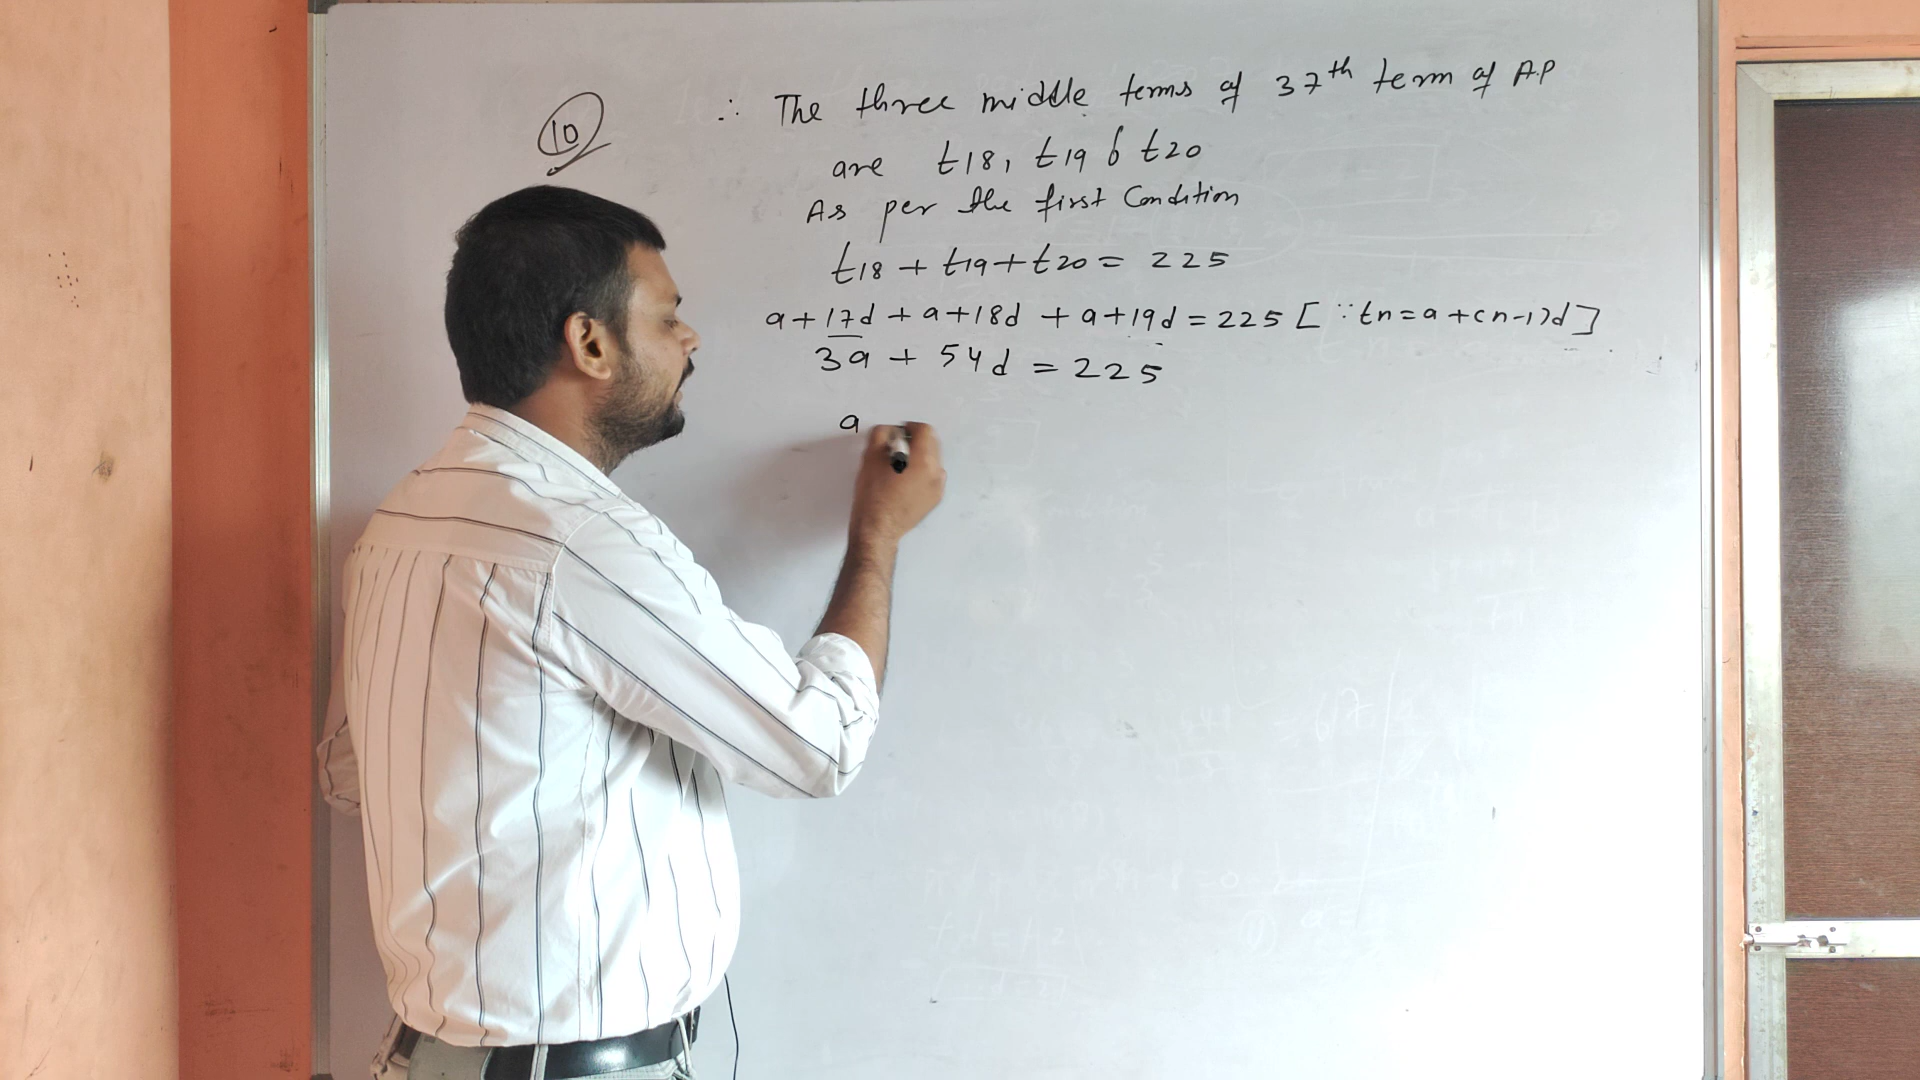 10
∴ The three middle terms of 37th term of A.P
are t18, t19 & t20
As per the first Condition
t18 + t19 + t20 = 225
a + 17d + a + 18d + a + 19d = 225 [ ∵ tn = a + (n-1)d ]
3a + 54d = 225
a